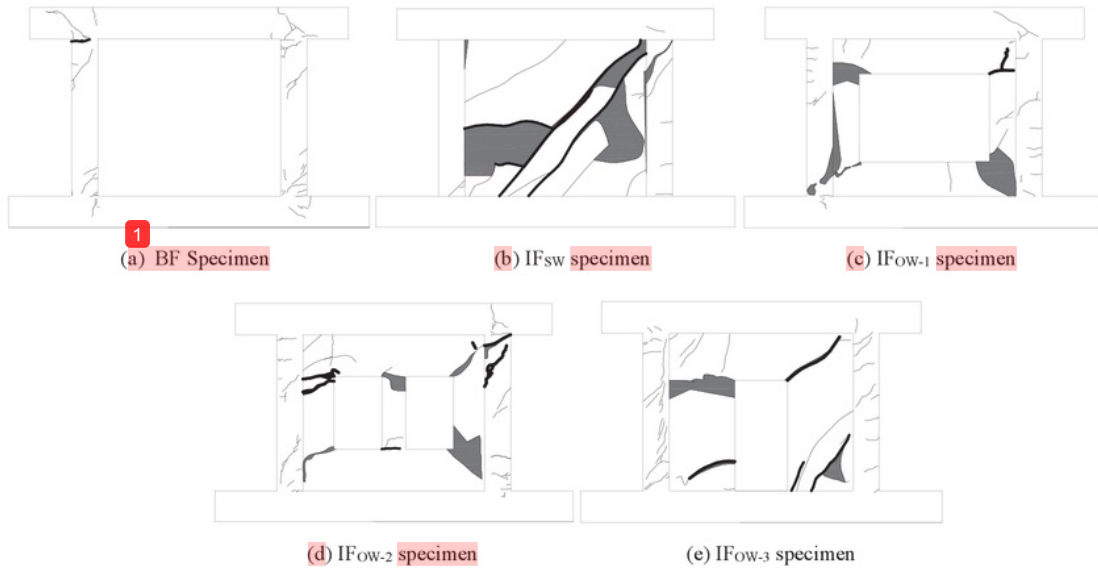 1
(a) BF Specimen
(b) IFSW specimen
(c) IFOW-1 specimen
(d) IFOW-2 specimen
(e) IFOW-3 specimen